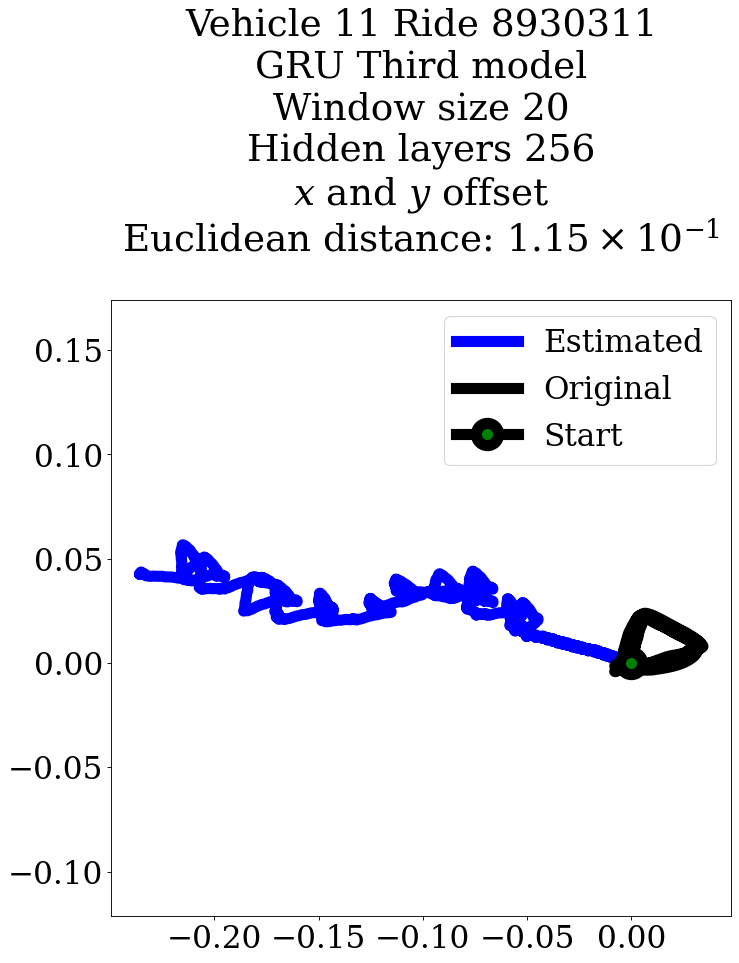 Vehicle 11 Ride 8930311
GRU Third model
Window size 20
Hidden layers 256
x and y offset
Euclidean distance: 1.15 × 10⁻¹
Estimated
Original
Start
0.15
0.10
0.05
0.00
−0.05
−0.10
−0.20 −0.15 −0.10 −0.05 0.00